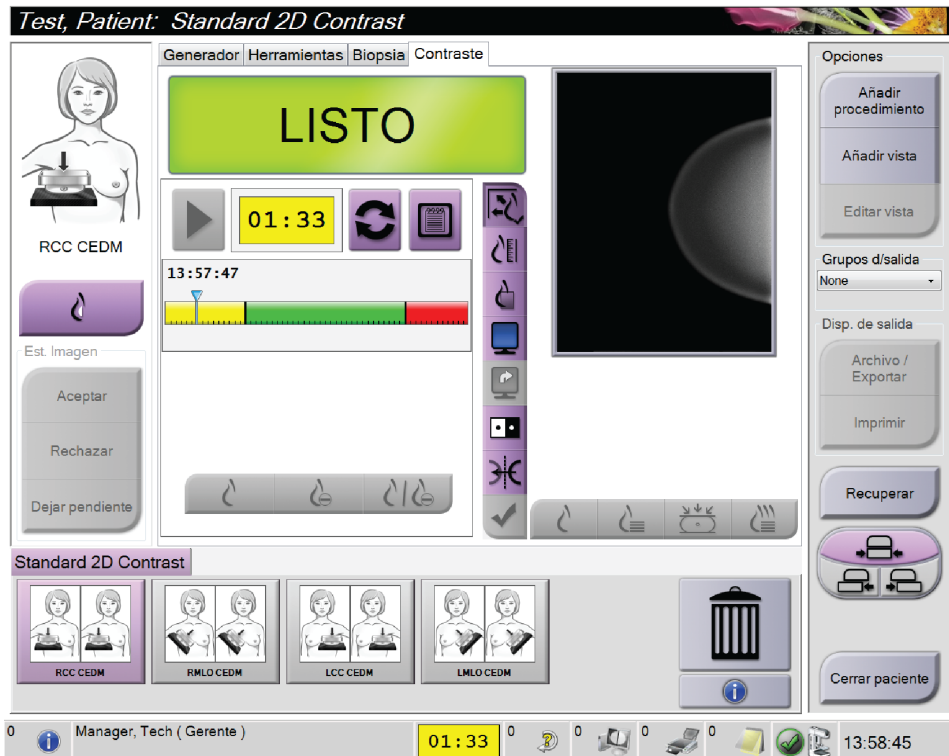 Test, Patient: Standard 2D Contrast
Generador Herramientas Biopsia Contraste
LISTO
01:33
13:57:47
RCC CEDM
Est. Imagen
Aceptar
Rechazar
Dejar pendiente
Opciones
Añadir
procedimiento
Añadir vista
Editar vista
Grupos d/salida
None
Disp. de salida
Archivo /
Exportar
Imprimir
Recuperar
Cerrar paciente
Standard 2D Contrast
RCC CEDM
RMLO CEDM
LCC CEDM
LMLO CEDM
0 Manager, Tech ( Gerente ) 01:33 0 0 0 0 13:58:45